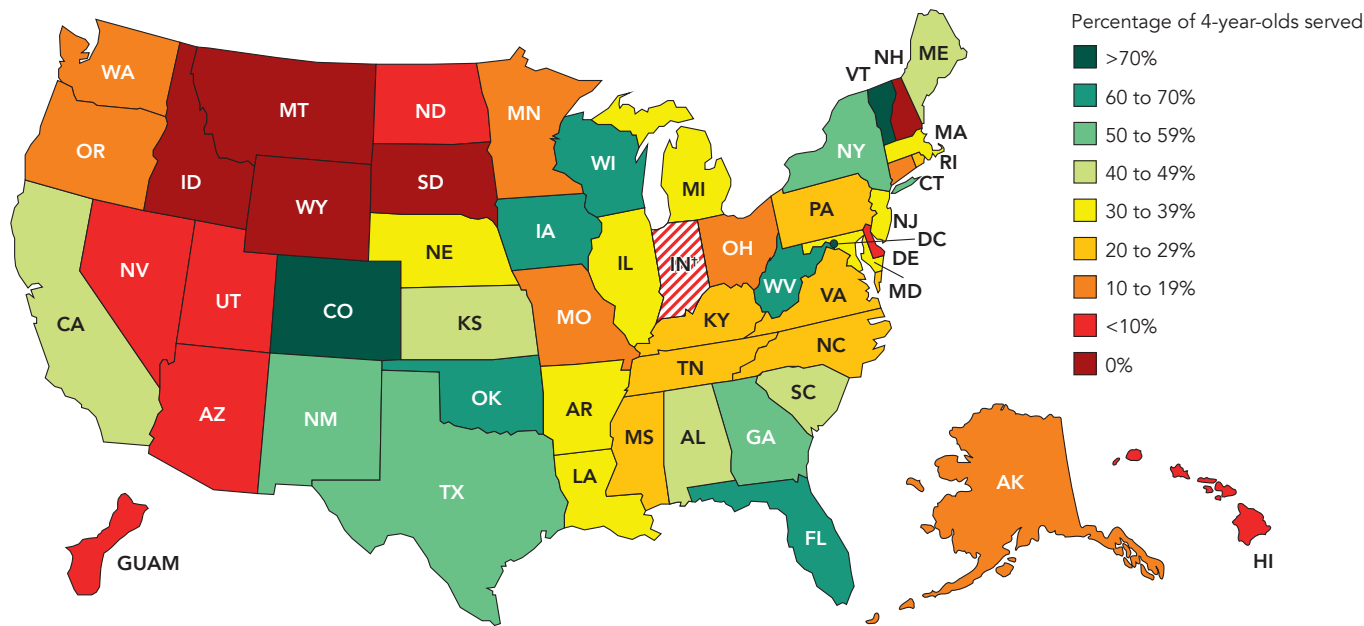 Percentage of 4-year-olds served
>70%
60 to 70%
50 to 59%
40 to 49%
30 to 39%
20 to 29%
10 to 19%
<10%
0%
WA
MT
ND
MN
VT
NH
ME
OR
ID
SD
WI
NY
MA
RI
CT
WY
MI
PA
NJ
NE
IA
IL
IN†
OH
DC
DE
NV
UT
CO
KS
MO
WV
VA
MD
CA
KY
NC
AZ
NM
OK
AR
TN
SC
MS
AL
GA
TX
LA
AK
FL
GUAM
HI